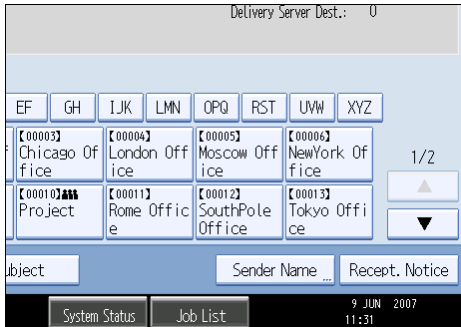 Delivery Server Dest.: 0
EF GH IJK LMN OPQ RST UVW XYZ
【00003】 【00004】 【00005】 【00006】
Chicago Of London Off Moscow Off NewYork Of
fice ice ice fice
1/2
【00010】 【00011】 【00012】 【00013】
Project Rome Offic SouthPole Tokyo Offi
e Office ce
ubject Sender Name ... Recept. Notice
System Status Job List 9 JUN 2007
11:31